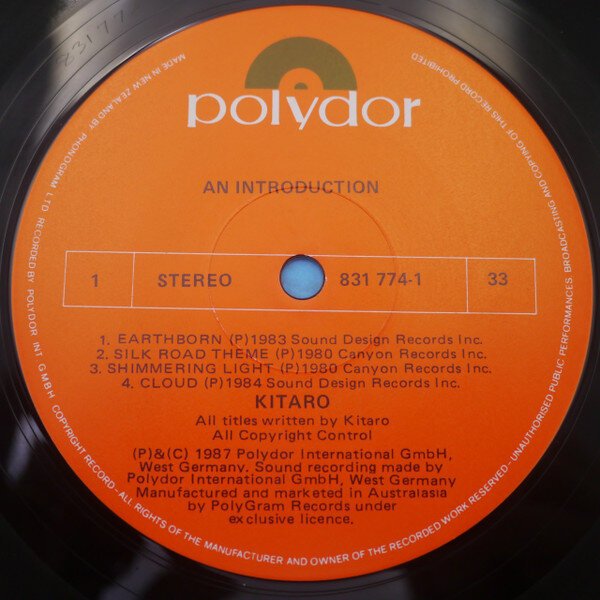 polydor
AN INTRODUCTION
1 STEREO 831 774-1 33
1. EARTHBORN (P)1983 Sound Design Records Inc.
2. SILK ROAD THEME (P)1980 Canyon Records Inc.
3. SHIMMERING LIGHT (P)1980 Canyon Records Inc.
4. CLOUD (P)1984 Sound Design Records Inc.
KITARO
All titles written by Kitaro
All Copyright Control
(P)&(C) 1987 Polydor International GmbH,
West Germany. Sound recording made by
Polydor International GmbH, West Germany
Manufactured and marketed in Australasia
by PolyGram Records under
exclusive licence.
MADE IN NEW ZEALAND BY PHONOGRAM LTD RECORDED BY POLYDOR INT GMBH COPYRIGHT RECORD - ALL RIGHTS OF THE MANUFACTURER AND OWNER OF THE RECORDED WORK RESERVED - UNAUTHORISED PUBLIC PERFORMANCES BROADCASTING AND COPYING OF THIS RECORD PROHIBITED